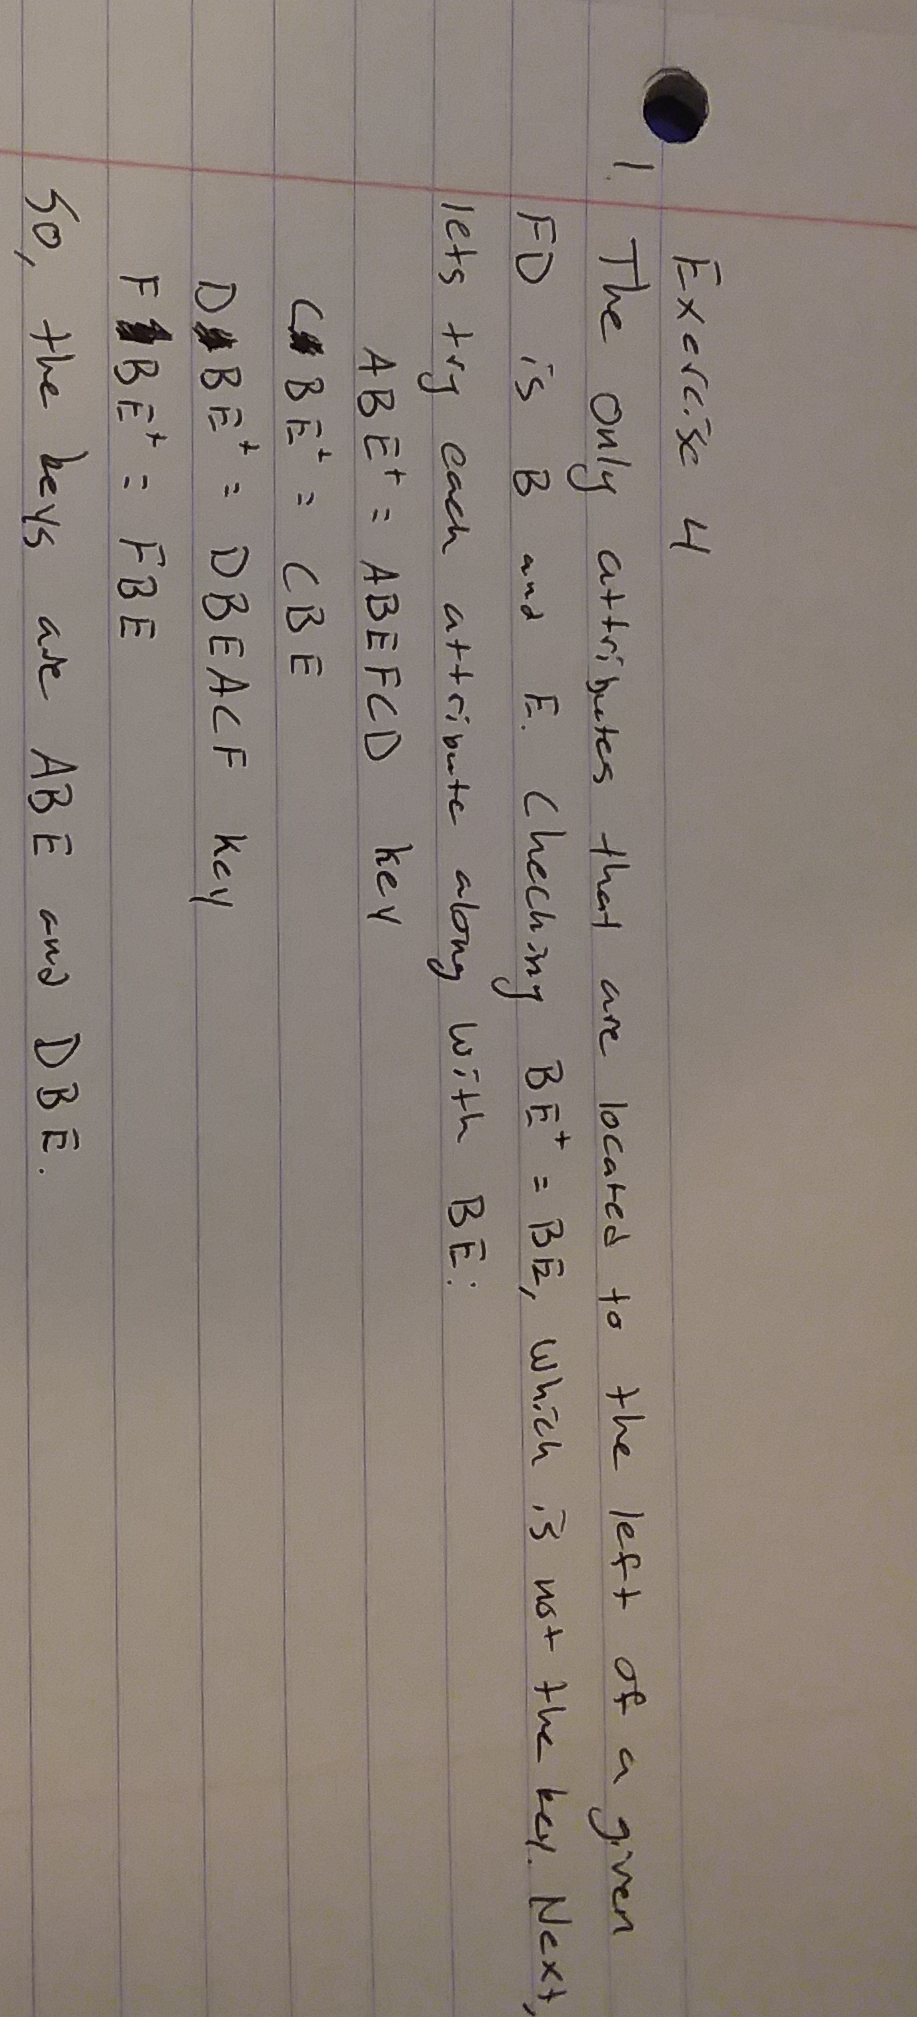 Exercise 4
1. The only attributes that are located to the left of a given
FD is B and E. Checking BE⁺ = BE, which is not the key. Next,
lets try each attribute along with BE:
ABE⁺ = ABEFCD key
CBE⁺ = CBE
DBE⁺ = DBEACF key
FBE⁺ = FBE
So, the keys are ABE and DBE.